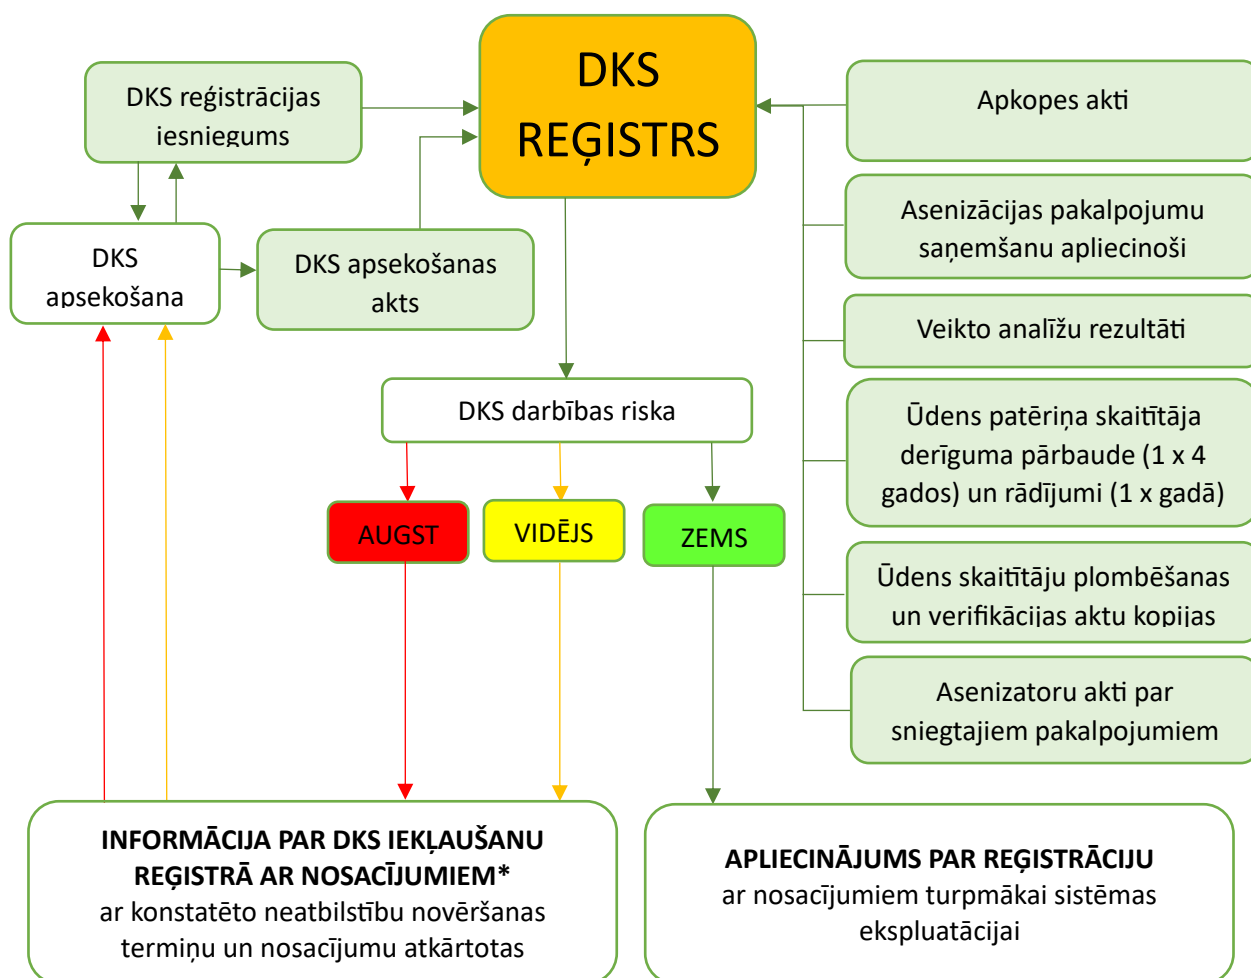 DKS
REĢISTRS
DKS reģistrācijas
iesniegums
DKS
apsekošana
DKS apsekošanas
akts
Apkopes akti
Asenizācijas pakalpojumu
saņemšanu apliecinoši
Veikto analīžu rezultāti
Ūdens patēriņa skaitītāja
derīguma pārbaude (1 x 4
gados) un rādījumi (1 x gadā)
Ūdens skaitītāju plombēšanas
un verifikācijas aktu kopijas
Asenizatoru akti par
sniegtajiem pakalpojumiem
DKS darbības riska
AUGST
VIDĒJS
ZEMS
INFORMĀCIJA PAR DKS IEKĻAUŠANU
REĢISTRĀ AR NOSACĪJUMIEM*
ar konstatēto neatbilstību novēršanas
termiņu un nosacījumu atkārtotas
APLIECINĀJUMS PAR REĢISTRĀCIJU
ar nosacījumiem turpmākai sistēmas
ekspluatācijai